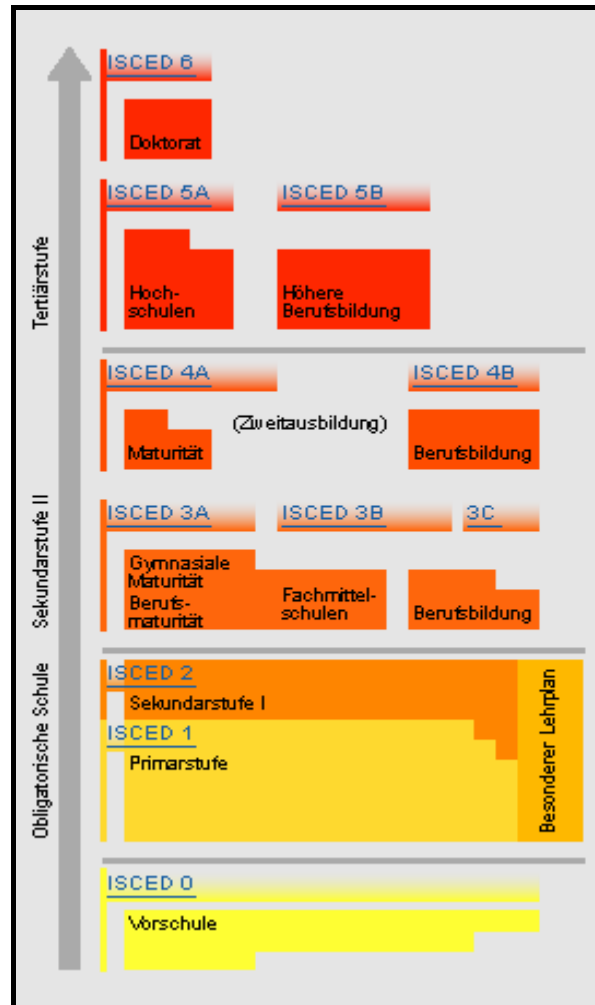 ISCED 6
Doktorat
ISCED 5A
ISCED 5B
Hoch-
schulen
Höhere
Berufsbildung
Tertiärstufe
ISCED 4A
ISCED 4B
(Zweitausbildung)
Maturität
Berufsbildung
ISCED 3A
ISCED 3B
3C
Gymnasiale
Maturität
Berufs-
maturität
Fachmittel-
schulen
Berufsbildung
Sekundarstufe II
ISCED 2
Sekundarstufe I
ISCED 1
Primarstufe
Besonderer Lehrplan
Obligatorische Schule
ISCED 0
Vorschule